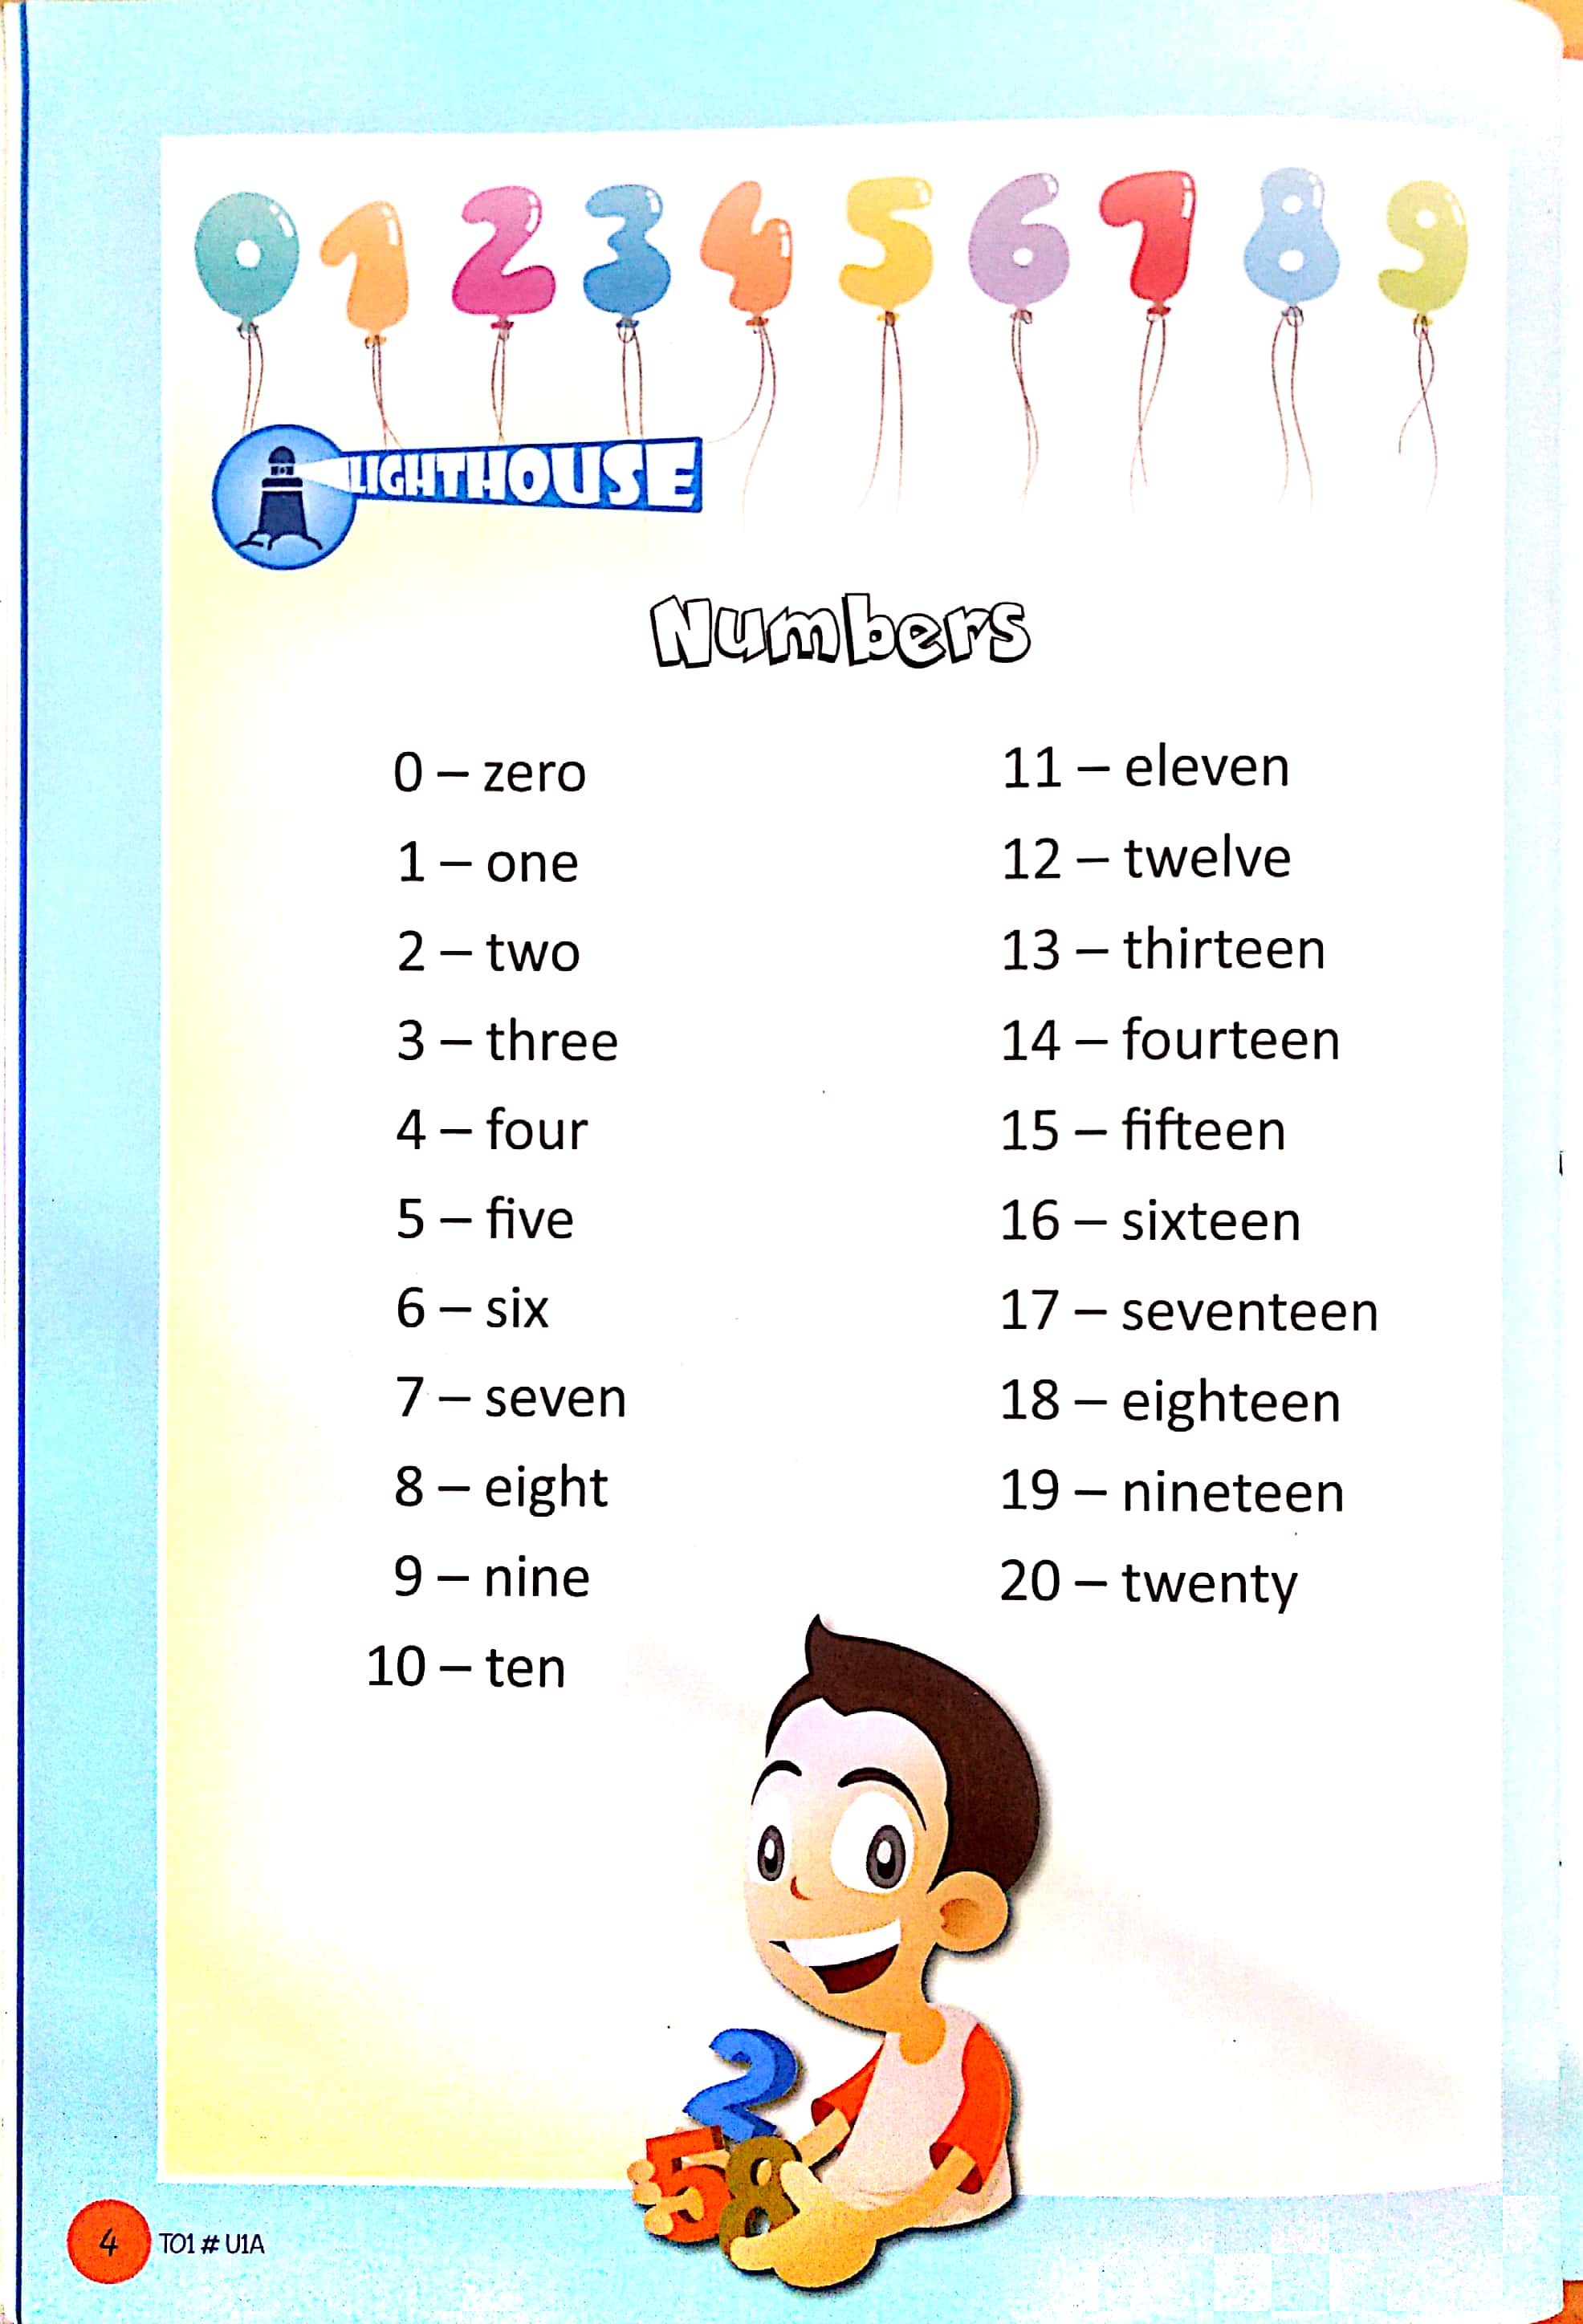 0 1 2 3 4 5 6 7 8 9
LIGHTHOUSE
Numbers
0 – zero
1 – one
2 – two
3 – three
4 – four
5 – five
6 – six
7 – seven
8 – eight
9 – nine
10 – ten
11 – eleven
12 – twelve
13 – thirteen
14 – fourteen
15 – fifteen
16 – sixteen
17 – seventeen
18 – eighteen
19 – nineteen
20 – twenty
2
5 8
4 TO1 # U1A